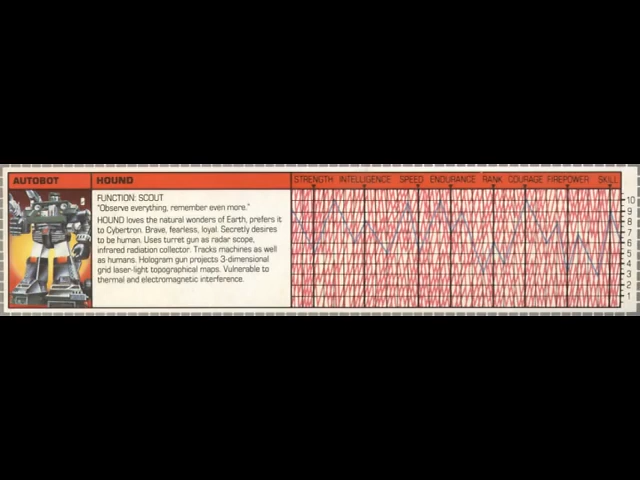 AUTOBOT
HOUND
STRENGTH INTELLIGENCE SPEED ENDURANCE RANK COURAGE FIREPOWER SKILL
FUNCTION: SCOUT
"Observe everything, remember even more."
HOUND loves the natural wonders of Earth, prefers it
to Cybertron. Brave, fearless, loyal. Secretly desires
to be human. Uses turret gun as radar scope,
infrared radiation collector. Tracks machines as well
as humans. Hologram gun projects 3-dimensional
grid laser-light topographical maps. Vulnerable to
thermal and electromagnetic interference.
10
9
8
7
6
5
4
3
2
1